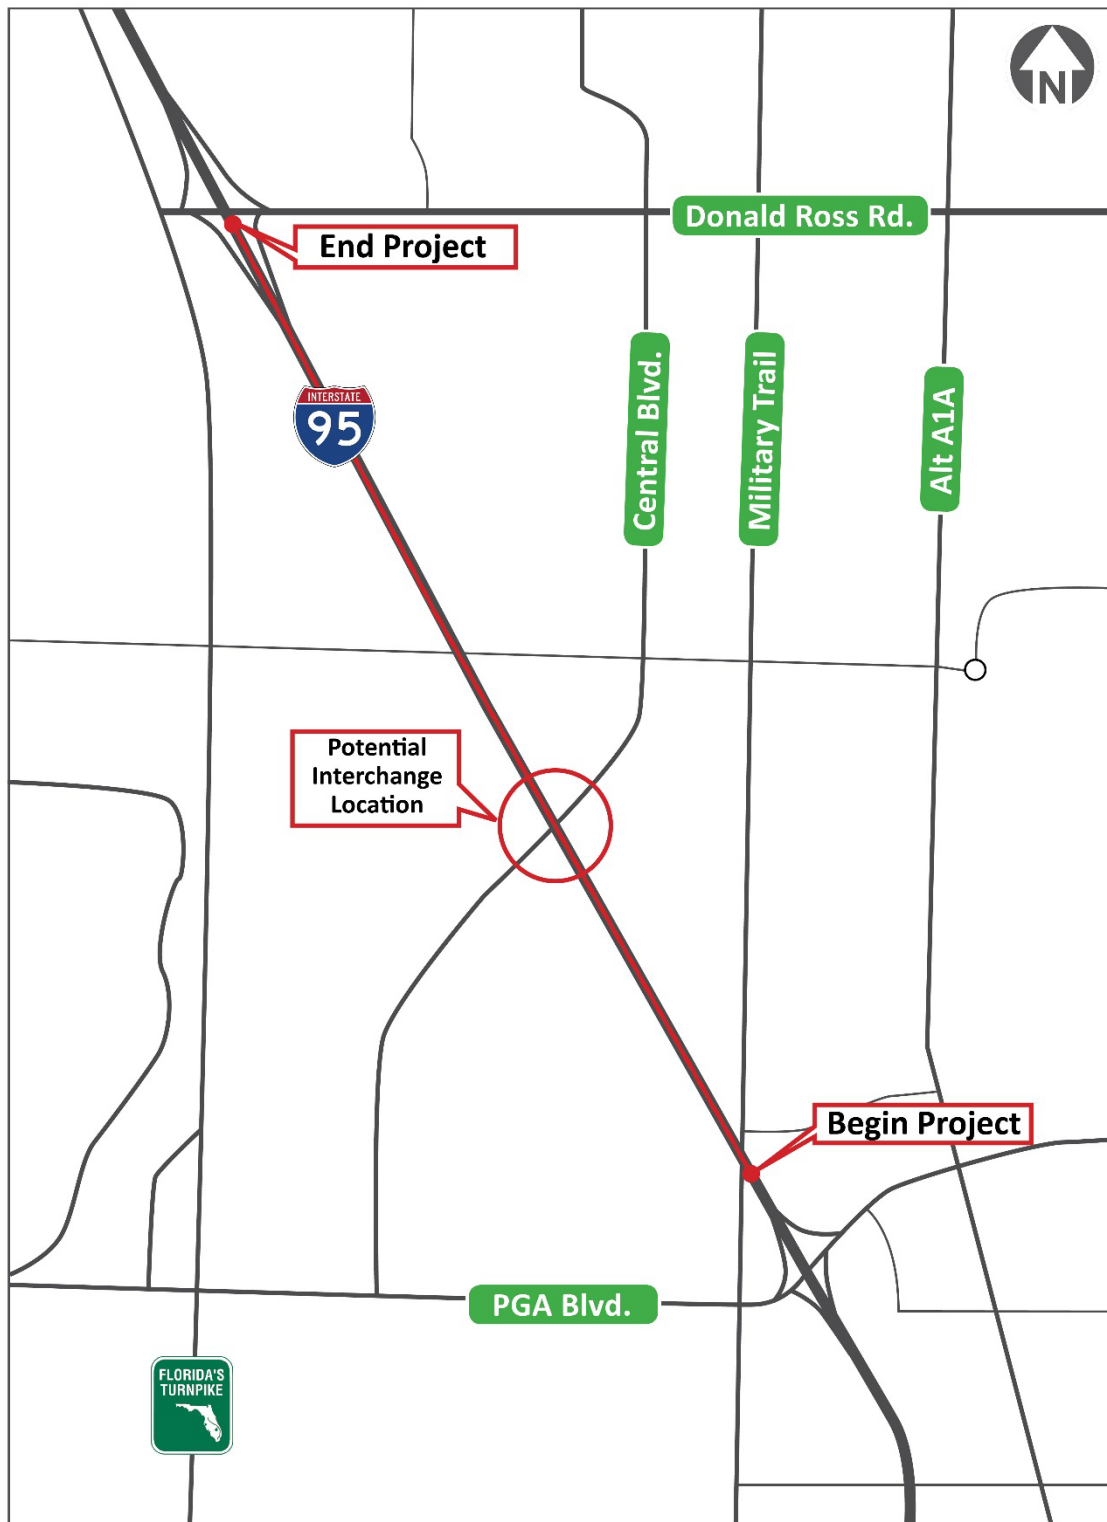 N
Donald Ross Rd.
End Project
INTERSTATE
95
Central Blvd.
Military Trail
Alt A1A
Potential
Interchange
Location
Begin Project
PGA Blvd.
FLORIDA'S
TURNPIKE